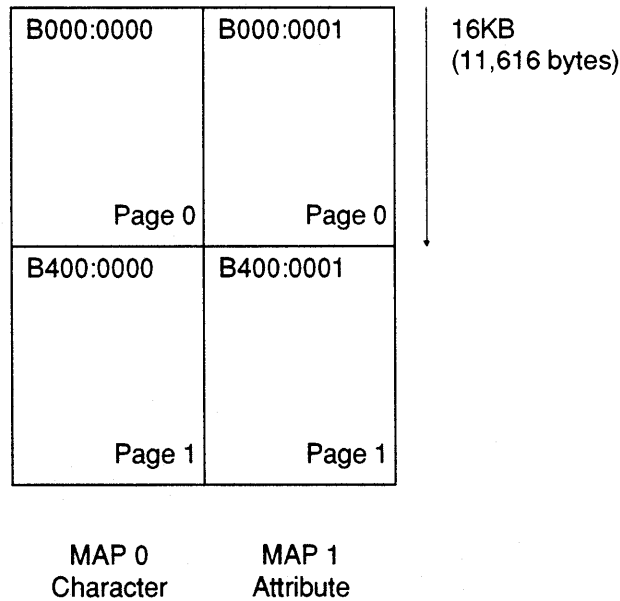 B000:0000 B000:0001 16KB
(11,616 bytes)
Page 0 Page 0
B400:0000 B400:0001
Page 1 Page 1
MAP 0 MAP 1
Character Attribute